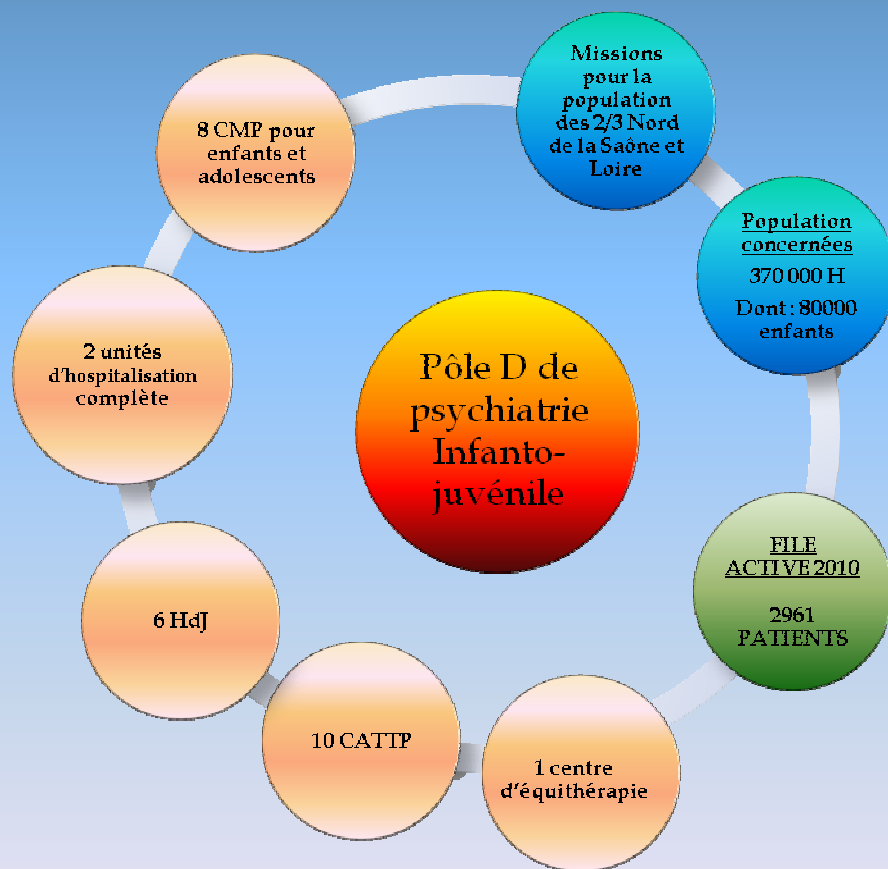 Missions
pour la
population
des 2/3 Nord
de la Saône et
Loire
Population
concernées
370 000 H
Dont : 80000
enfants
FILE
ACTIVE 2010
2961
PATIENTS
1 centre
d'équithérapie
10 CATTP
6 HdJ
2 unités
d'hospitalisation
complète
8 CMP pour
enfants et
adolescents
Pôle D de
psychiatrie
Infanto-
juvénile